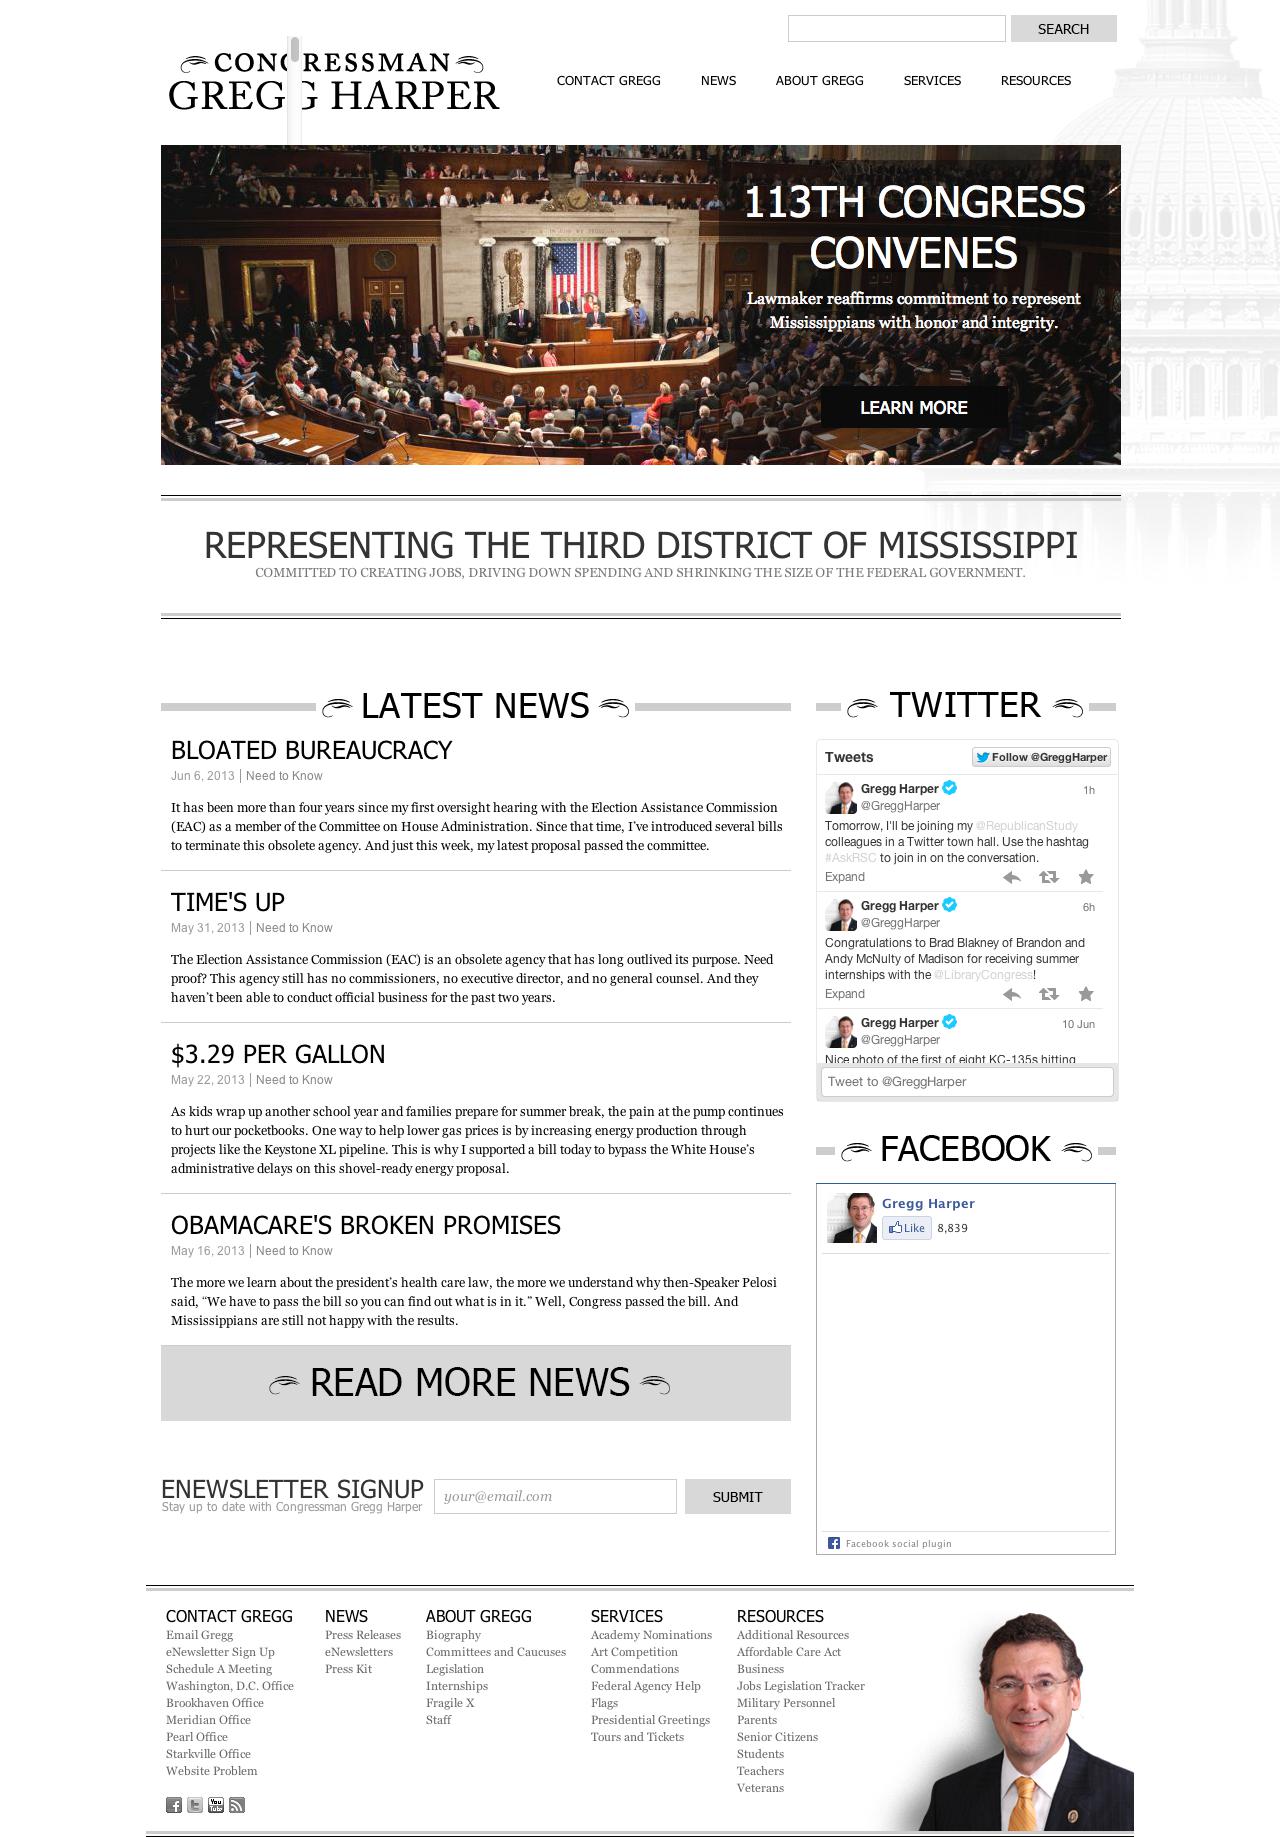 SEARCH
CONGRESSMAN
GREGG HARPER
CONTACT GREGG NEWS ABOUT GREGG SERVICES RESOURCES
113TH CONGRESS
CONVENES
Lawmaker reaffirms commitment to represent
Mississippians with honor and integrity.
LEARN MORE
REPRESENTING THE THIRD DISTRICT OF MISSISSIPPI
COMMITTED TO CREATING JOBS, DRIVING DOWN SPENDING AND SHRINKING THE SIZE OF THE FEDERAL GOVERNMENT.
LATEST NEWS
BLOATED BUREAUCRACY
Jun 6, 2013 | Need to Know
It has been more than four years since my first oversight hearing with the Election Assistance Commission
(EAC) as a member of the Committee on House Administration. Since that time, I’ve introduced several bills
to terminate this obsolete agency. And just this week, my latest proposal passed the committee.
TIME'S UP
May 31, 2013 | Need to Know
The Election Assistance Commission (EAC) is an obsolete agency that has long outlived its purpose. Need
proof? This agency still has no commissioners, no executive director, and no general counsel. And they
haven’t been able to conduct official business for the past two years.
$3.29 PER GALLON
May 22, 2013 | Need to Know
As kids wrap up another school year and families prepare for summer break, the pain at the pump continues
to hurt our pocketbooks. One way to help lower gas prices is by increasing energy production through
projects like the Keystone XL pipeline. This is why I supported a bill today to bypass the White House’s
administrative delays on this shovel-ready energy proposal.
OBAMACARE'S BROKEN PROMISES
May 16, 2013 | Need to Know
The more we learn about the president’s health care law, the more we understand why then-Speaker Pelosi
said, “We have to pass the bill so you can find out what is in it.” Well, Congress passed the bill. And
Mississippians are still not happy with the results.
READ MORE NEWS
ENEWSLETTER SIGNUP
Stay up to date with Congressman Gregg Harper
your@email.com
SUBMIT
TWITTER
Tweets
Follow @GreggHarper
Gregg Harper 1h
@GreggHarper
Tomorrow, I'll be joining my @RepublicanStudy
colleagues in a Twitter town hall. Use the hashtag
#AskRSC to join in on the conversation.
Expand
Gregg Harper 6h
@GreggHarper
Congratulations to Brad Blakney of Brandon and
Andy McNulty of Madison for receiving summer
internships with the @LibraryCongress!
Expand
Gregg Harper 10 Jun
@GreggHarper
Nice photo of the first of eight KC-135s hitting
Tweet to @GreggHarper
FACEBOOK
Gregg Harper
Like 8,839
Facebook social plugin
CONTACT GREGG
Email Gregg
eNewsletter Sign Up
Schedule A Meeting
Washington, D.C. Office
Brookhaven Office
Meridian Office
Pearl Office
Starkville Office
Website Problem
NEWS
Press Releases
eNewsletters
Press Kit
ABOUT GREGG
Biography
Committees and Caucuses
Legislation
Internships
Fragile X
Staff
SERVICES
Academy Nominations
Art Competition
Commendations
Federal Agency Help
Flags
Presidential Greetings
Tours and Tickets
RESOURCES
Additional Resources
Affordable Care Act
Business
Jobs Legislation Tracker
Military Personnel
Parents
Senior Citizens
Students
Teachers
Veterans
You
Tube